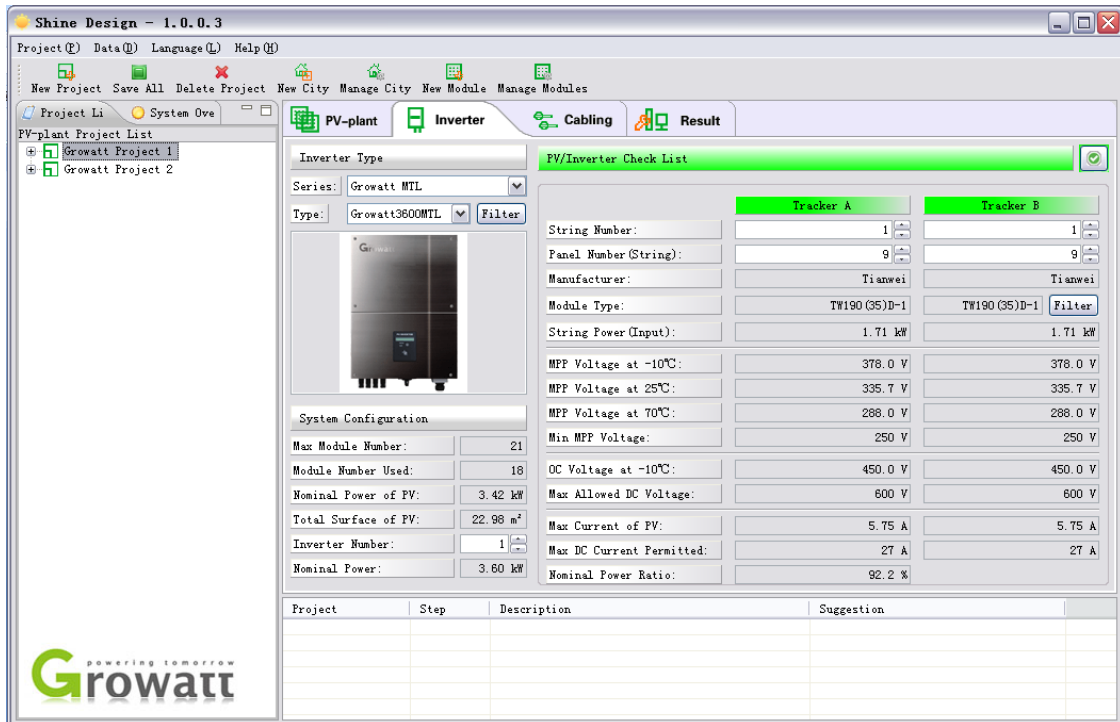 Shine Design - 1.0.0.3
Project(P) Data(D) Language(L) Help(H)
New Project Save All Delete Project New City Manage City New Module Manage Modules
Project Li System Ove
PV-plant Inverter Cabling Result
PV-plant Project List
Growatt Project 1
Growatt Project 2
Inverter Type
Series: Growatt MTL
Type: Growatt3600MTL Filter
Growatt
System Configuration
Max Module Number: 21
Module Number Used: 18
Nominal Power of PV: 3.42 kW
Total Surface of PV: 22.98 m²
Inverter Number: 1
Nominal Power: 3.60 kW
PV/Inverter Check List
Tracker A Tracker B
String Number: 1 1
Panel Number(String): 9 9
Manufacturer: Tianwei Tianwei
Module Type: TW190(35)D-1 TW190(35)D-1 Filter
String Power(Input): 1.71 kW 1.71 kW
MPP Voltage at -10℃: 378.0 V 378.0 V
MPP Voltage at 25℃: 335.7 V 335.7 V
MPP Voltage at 70℃: 288.0 V 288.0 V
Min MPP Voltage: 250 V 250 V
OC Voltage at -10℃: 450.0 V 450.0 V
Max Allowed DC Voltage: 600 V 600 V
Max Current of PV: 5.75 A 5.75 A
Max DC Current Permitted: 27 A 27 A
Nominal Power Ratio: 92.2 %
Project Step Description Suggestion
powering tomorrow
Growatt